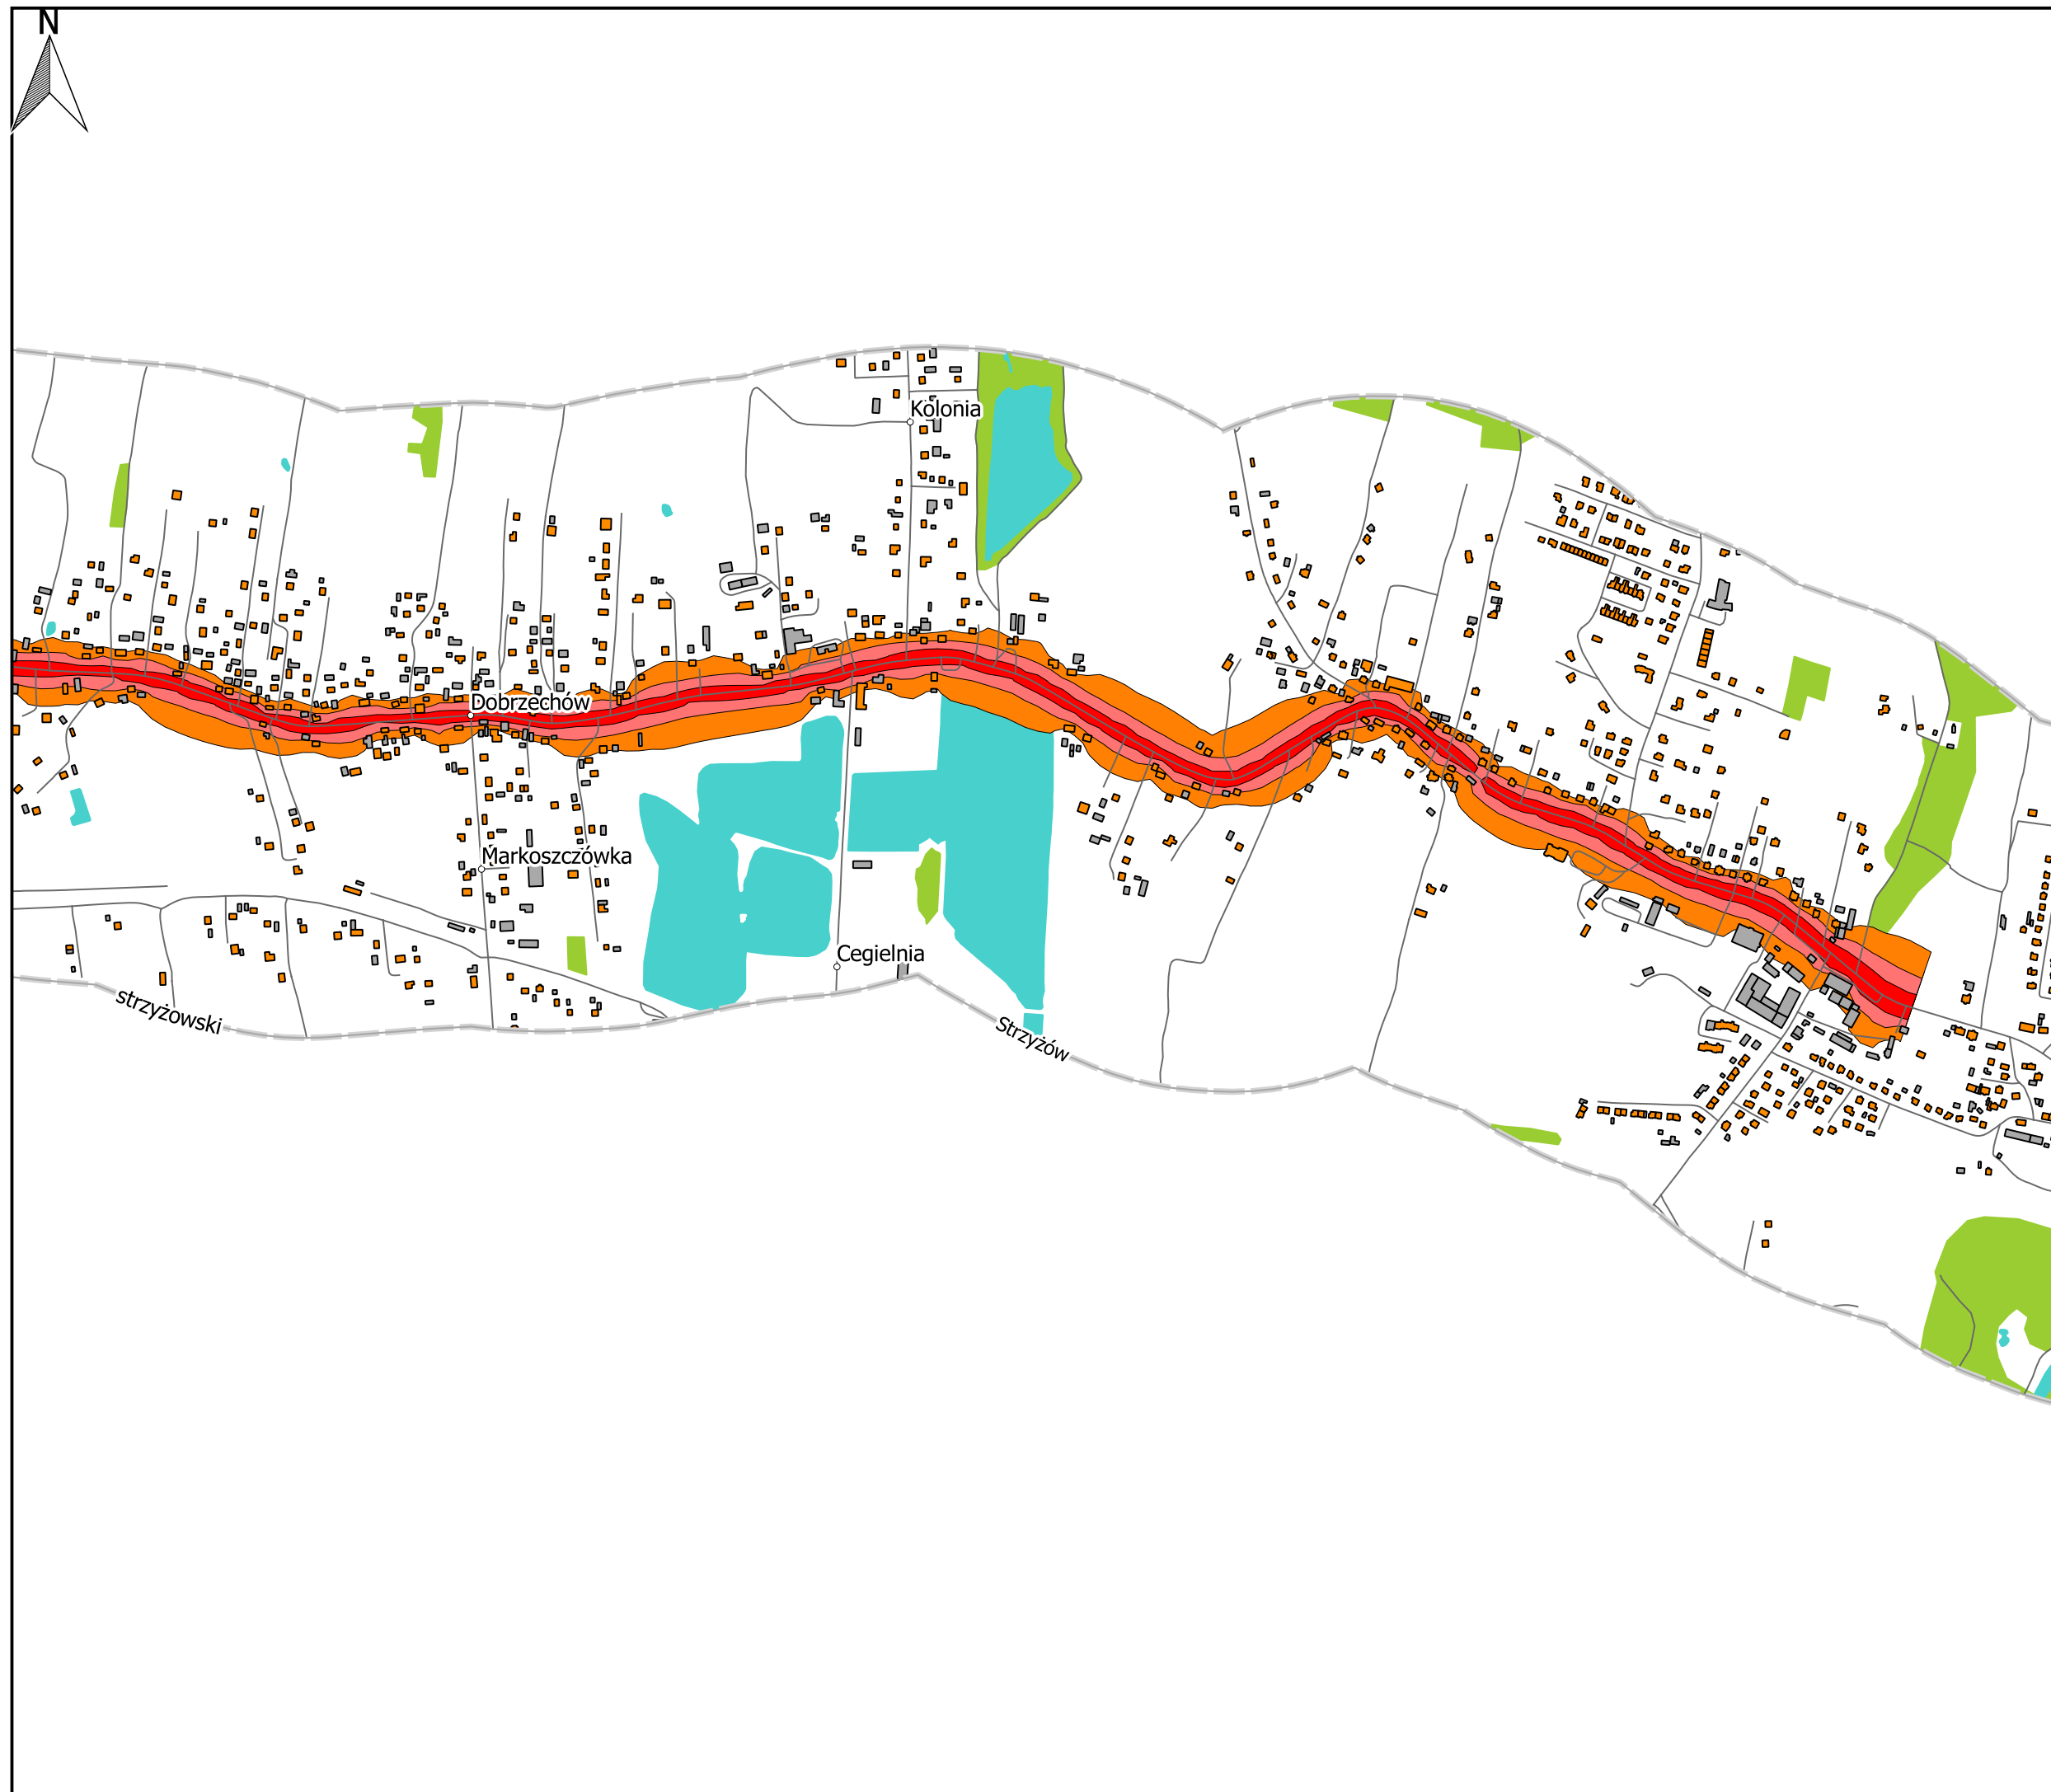 N
Kolonia
Dobrzechów
Markoszczówka
Cegielnia
strzyżowski
Strzyżów